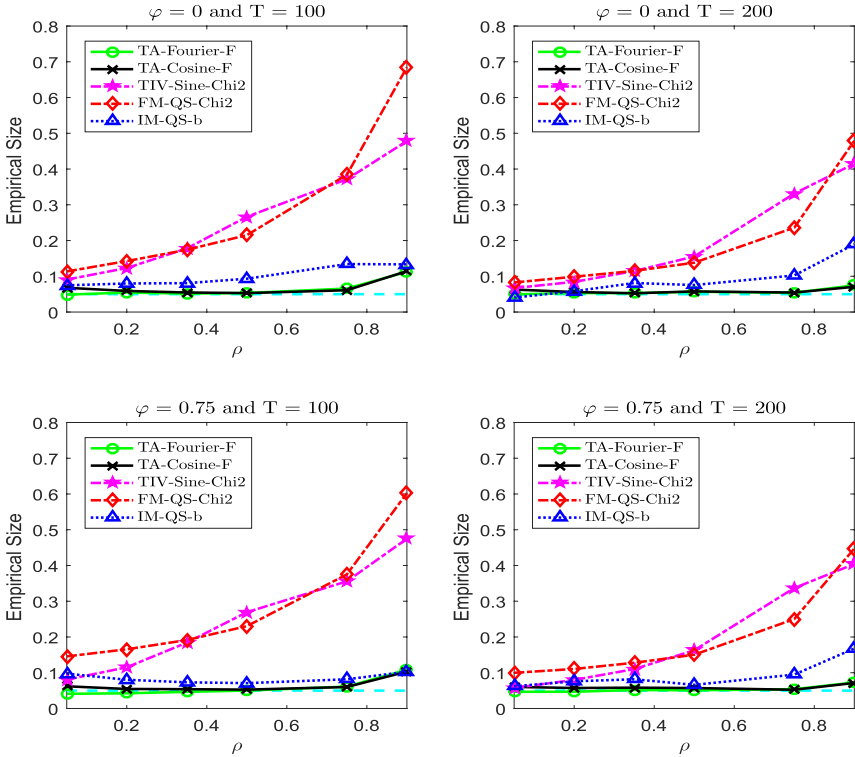 φ = 0 and T = 100
0.8
0.7
0.6
0.5
0.4
0.3
0.2
0.1
0
Empirical Size
TA-Fourier-F
TA-Cosine-F
TIV-Sine-Chi2
FM-QS-Chi2
IM-QS-b
0.2 0.4 0.6 0.8
ρ
φ = 0 and T = 200
0.8
0.7
0.6
0.5
0.4
0.3
0.2
0.1
0
Empirical Size
TA-Fourier-F
TA-Cosine-F
TIV-Sine-Chi2
FM-QS-Chi2
IM-QS-b
0.2 0.4 0.6 0.8
ρ
φ = 0.75 and T = 100
0.8
0.7
0.6
0.5
0.4
0.3
0.2
0.1
0
Empirical Size
TA-Fourier-F
TA-Cosine-F
TIV-Sine-Chi2
FM-QS-Chi2
IM-QS-b
0.2 0.4 0.6 0.8
ρ
φ = 0.75 and T = 200
0.8
0.7
0.6
0.5
0.4
0.3
0.2
0.1
0
Empirical Size
TA-Fourier-F
TA-Cosine-F
TIV-Sine-Chi2
FM-QS-Chi2
IM-QS-b
0.2 0.4 0.6 0.8
ρ